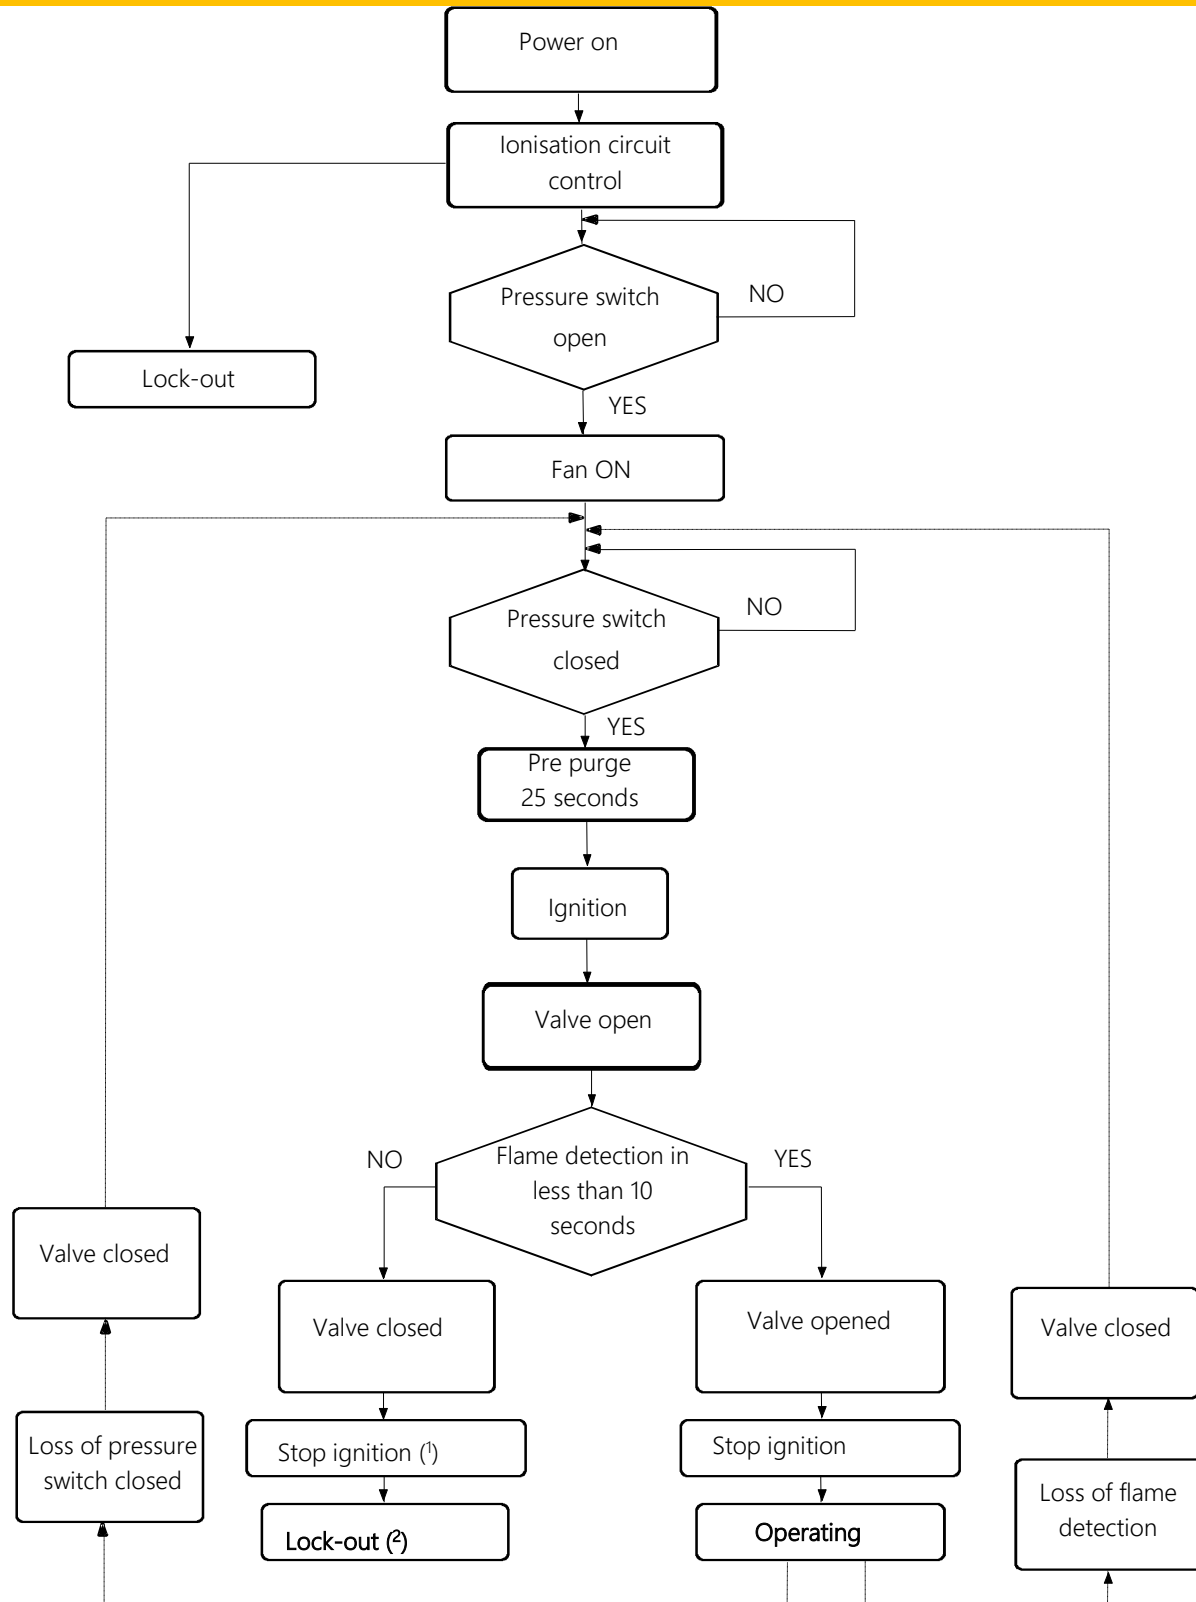 Power on
Ionisation circuit
control
Pressure switch
open
NO
Lock-out
YES
Fan ON
Pressure switch
closed
NO
YES
Pre purge
25 seconds
Ignition
Valve open
NO
Flame detection in
less than 10
seconds
YES
Valve closed
Valve closed
Valve opened
Valve closed
Loss of pressure
switch closed
Stop ignition (¹)
Stop ignition
Loss of flame
detection
Lock-out (²)
Operating